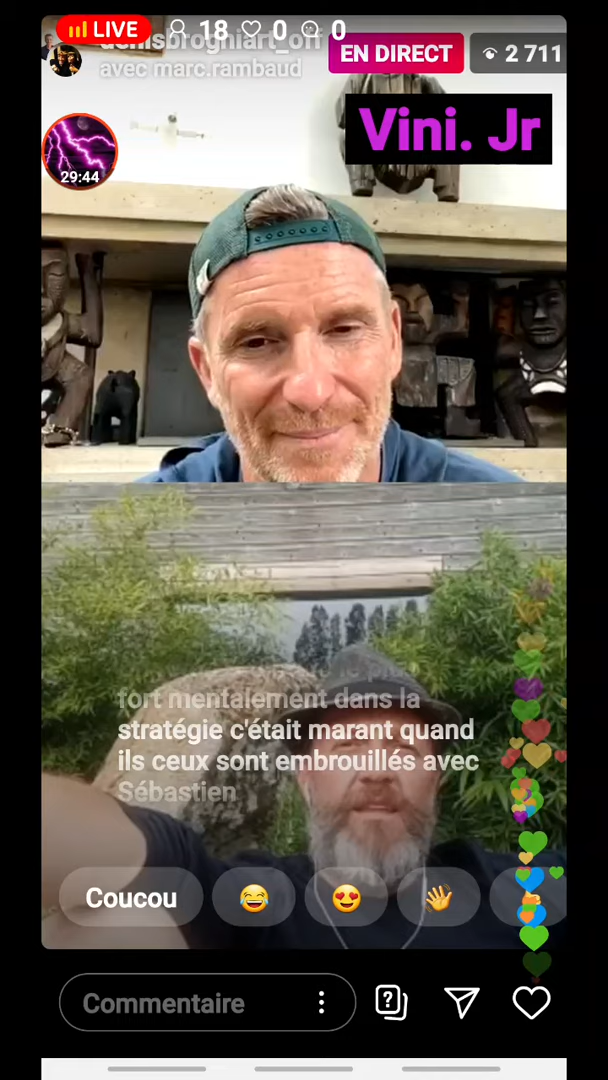 LIVE 18 0 0
denisbrogniart_off
avec marc.rambaud
EN DIRECT
2 711
Vini. Jr
29:44
fort mentalement dans la
stratégie c'était marant quand
ils ceux sont embrouillés avec
Sébastien
Coucou
Commentaire